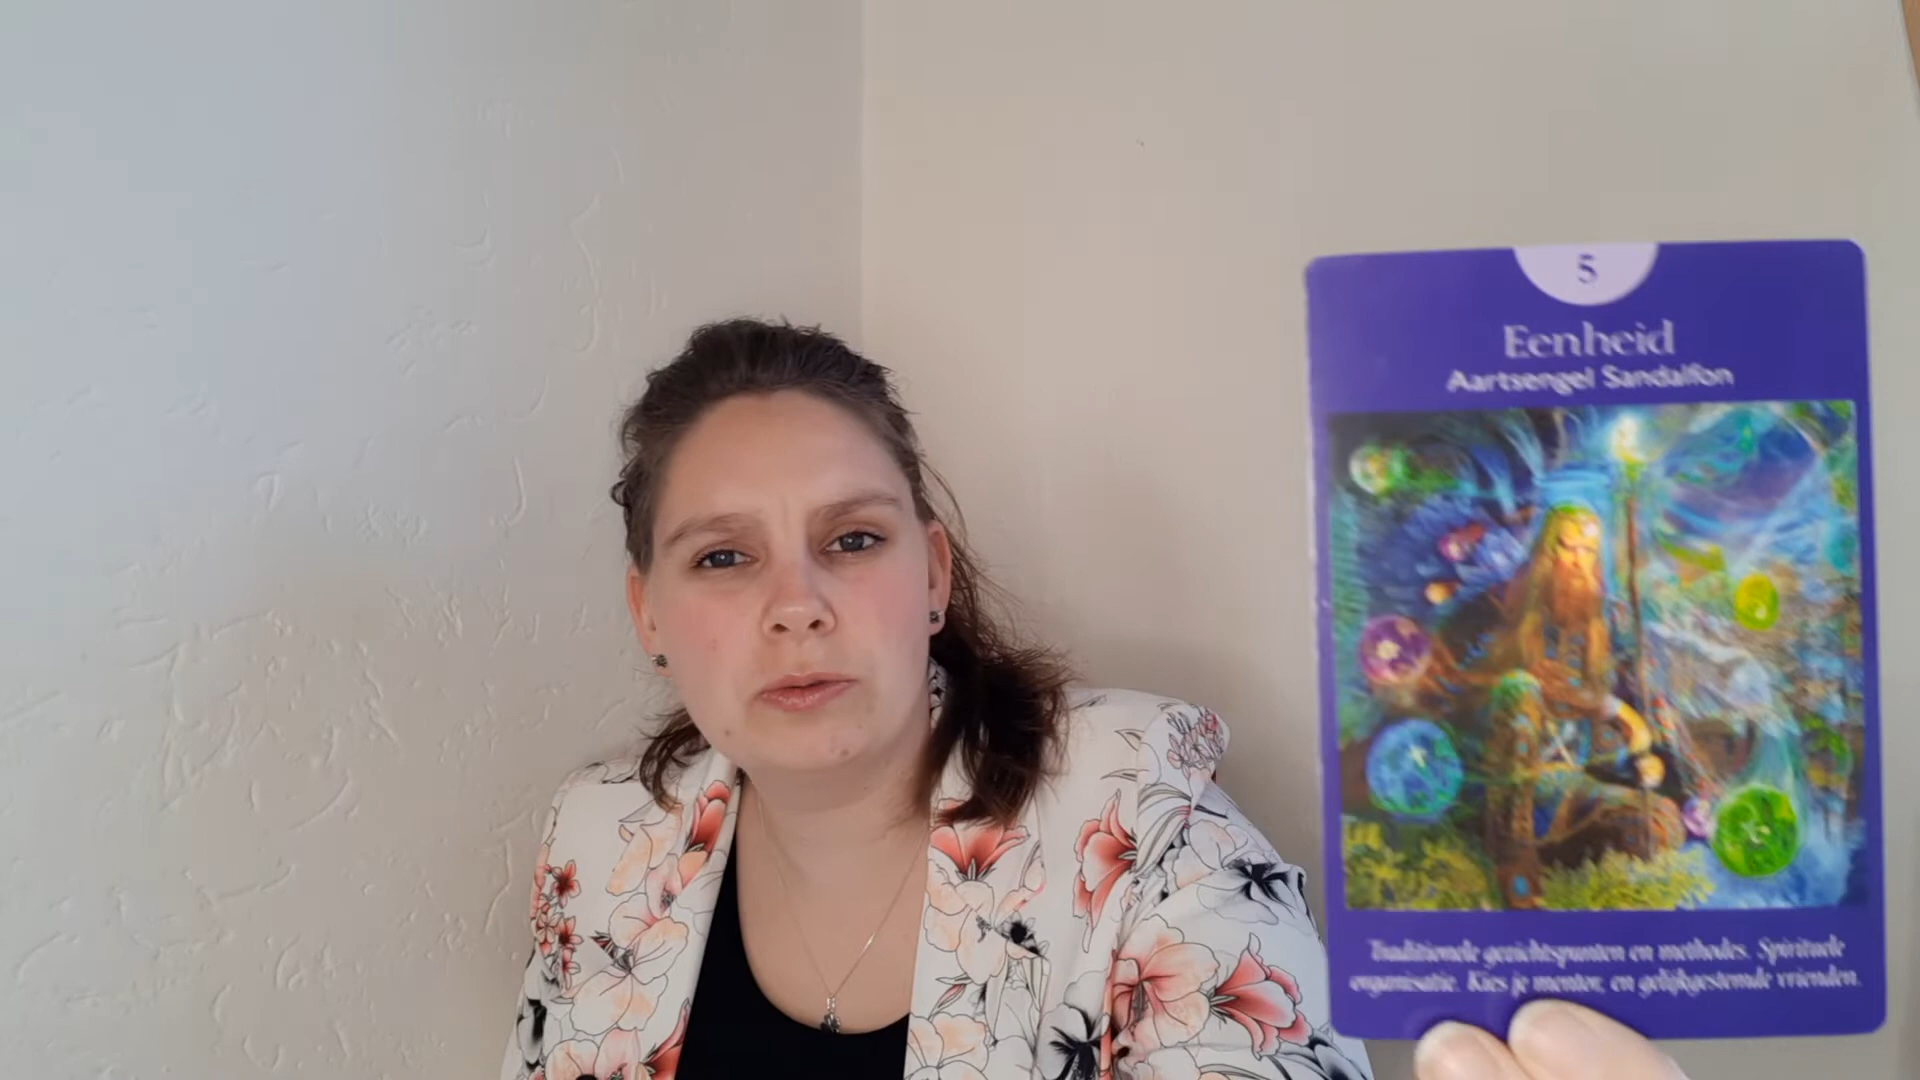 5
Eenheid
Aartsengel Sandalfon
Traditionele gezichtspunten en methodes. Spirituele
organisatie. Kies je mentor, en gelijkgestemde vrienden.